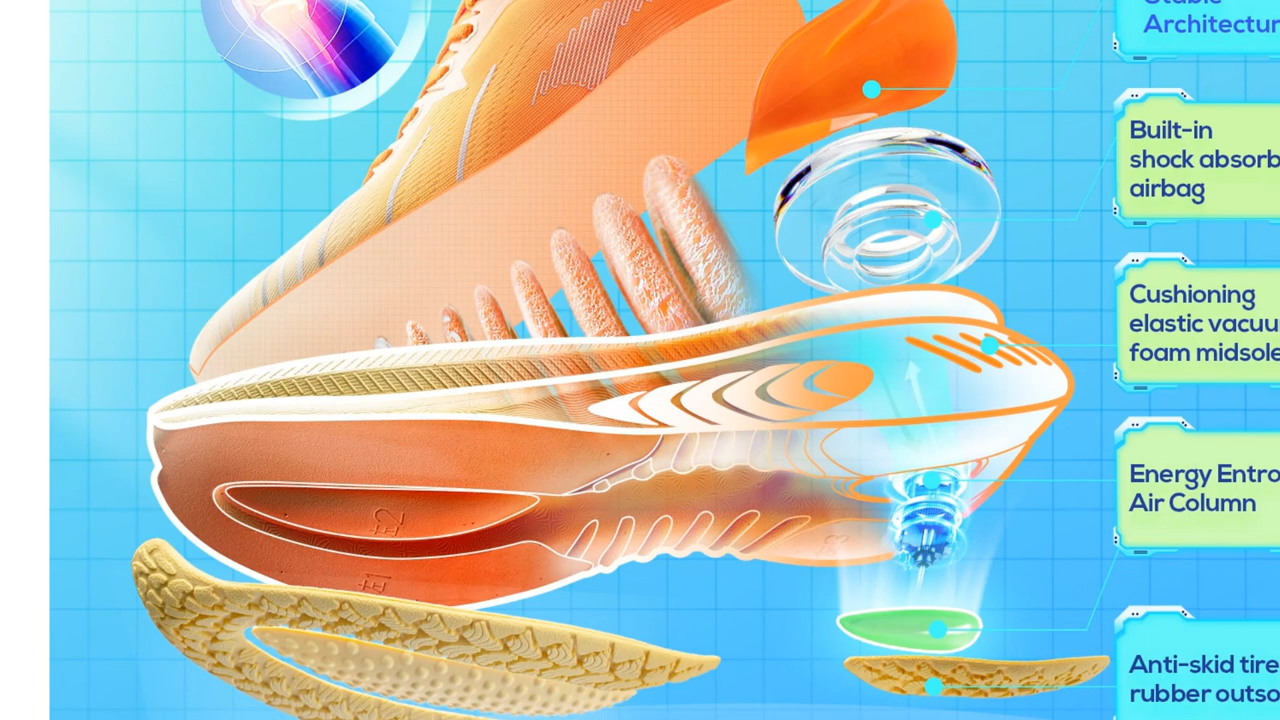 Architectur
Built-in
shock absorb
airbag
Cushioning
elastic vacuu
foam midsole
Energy Entro
Air Column
Anti-skid tire
rubber outso